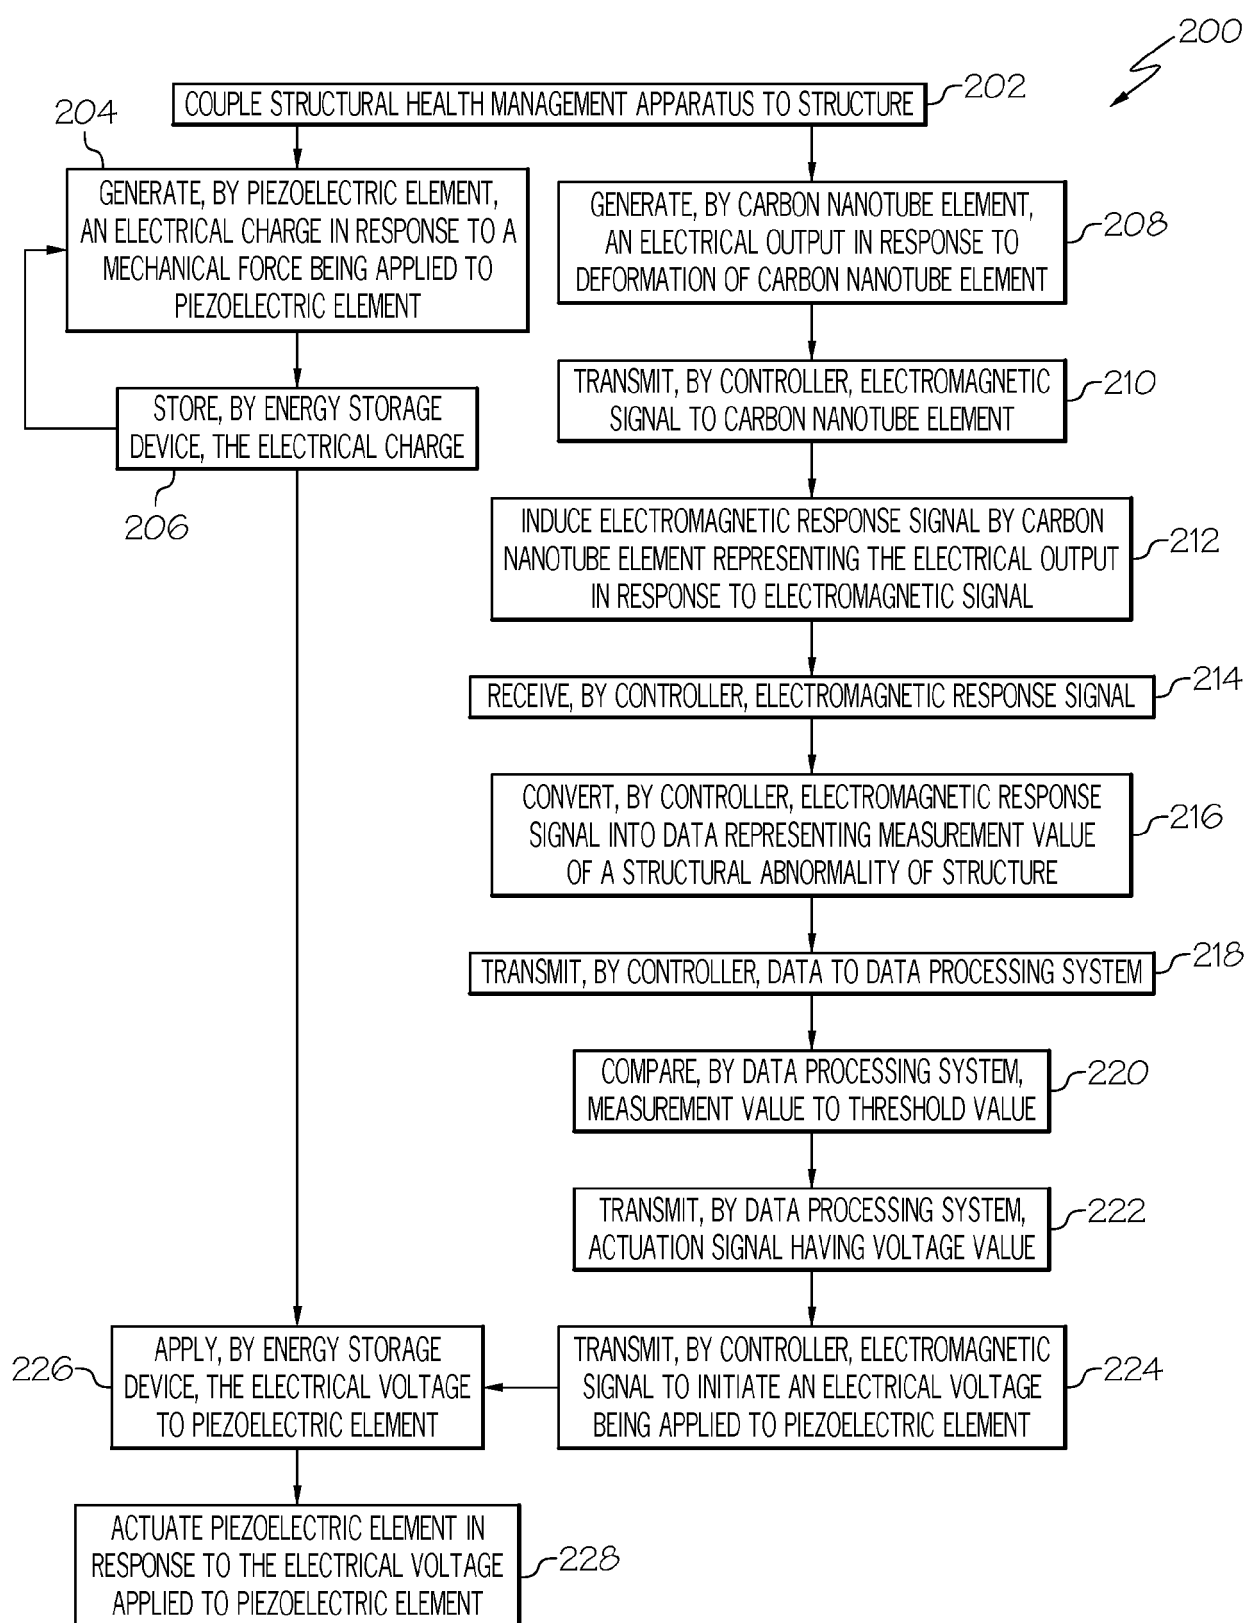 200
COUPLE STRUCTURAL HEALTH MANAGEMENT APPARATUS TO STRUCTURE
202
204
GENERATE, BY PIEZOELECTRIC ELEMENT,
AN ELECTRICAL CHARGE IN RESPONSE TO A
MECHANICAL FORCE BEING APPLIED TO
PIEZOELECTRIC ELEMENT
GENERATE, BY CARBON NANOTUBE ELEMENT,
AN ELECTRICAL OUTPUT IN RESPONSE TO
DEFORMATION OF CARBON NANOTUBE ELEMENT
208
STORE, BY ENERGY STORAGE
DEVICE, THE ELECTRICAL CHARGE
206
TRANSMIT, BY CONTROLLER, ELECTROMAGNETIC
SIGNAL TO CARBON NANOTUBE ELEMENT
210
INDUCE ELECTROMAGNETIC RESPONSE SIGNAL BY CARBON
NANOTUBE ELEMENT REPRESENTING THE ELECTRICAL OUTPUT
IN RESPONSE TO ELECTROMAGNETIC SIGNAL
212
RECEIVE, BY CONTROLLER, ELECTROMAGNETIC RESPONSE SIGNAL
214
CONVERT, BY CONTROLLER, ELECTROMAGNETIC RESPONSE
SIGNAL INTO DATA REPRESENTING MEASUREMENT VALUE
OF A STRUCTURAL ABNORMALITY OF STRUCTURE
216
TRANSMIT, BY CONTROLLER, DATA TO DATA PROCESSING SYSTEM
218
COMPARE, BY DATA PROCESSING SYSTEM,
MEASUREMENT VALUE TO THRESHOLD VALUE
220
TRANSMIT, BY DATA PROCESSING SYSTEM,
ACTUATION SIGNAL HAVING VOLTAGE VALUE
222
TRANSMIT, BY CONTROLLER, ELECTROMAGNETIC
SIGNAL TO INITIATE AN ELECTRICAL VOLTAGE
BEING APPLIED TO PIEZOELECTRIC ELEMENT
224
226
APPLY, BY ENERGY STORAGE
DEVICE, THE ELECTRICAL VOLTAGE
TO PIEZOELECTRIC ELEMENT
ACTUATE PIEZOELECTRIC ELEMENT IN
RESPONSE TO THE ELECTRICAL VOLTAGE
APPLIED TO PIEZOELECTRIC ELEMENT
228